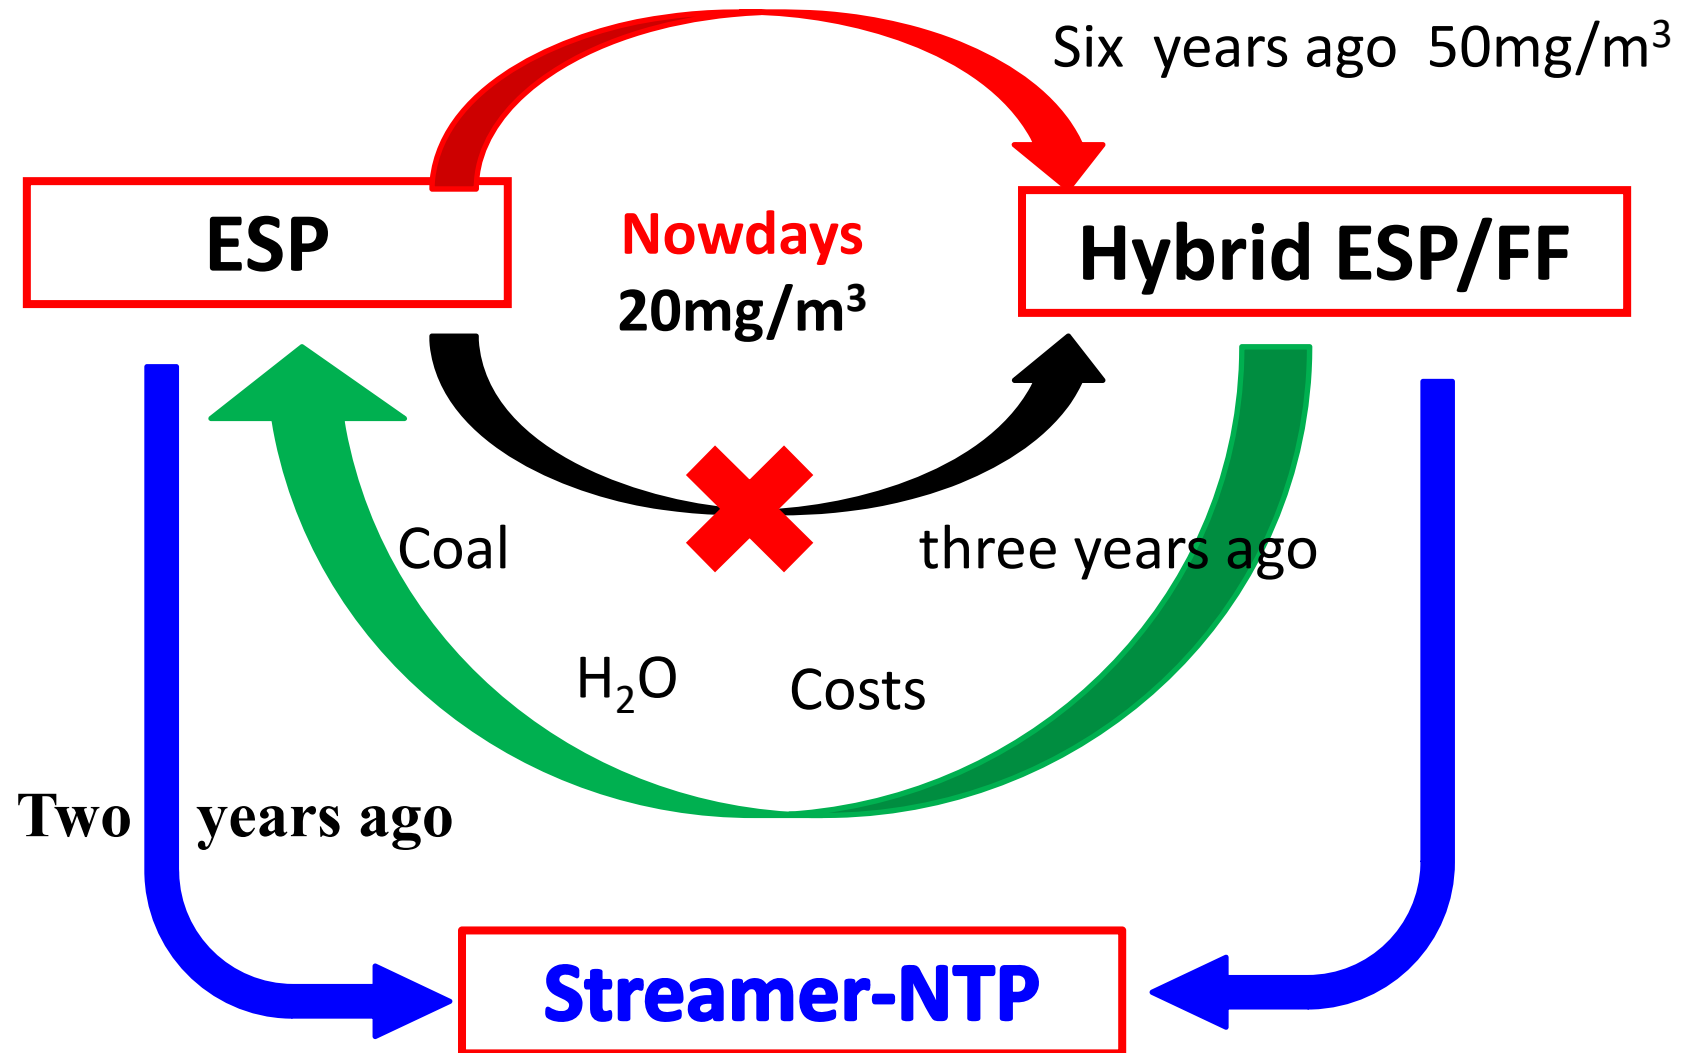 Six years ago 50mg/m³
ESP
Nowdays
20mg/m³
Hybrid ESP/FF
Coal
three years ago
H₂O
Costs
Two years ago
Streamer-NTP